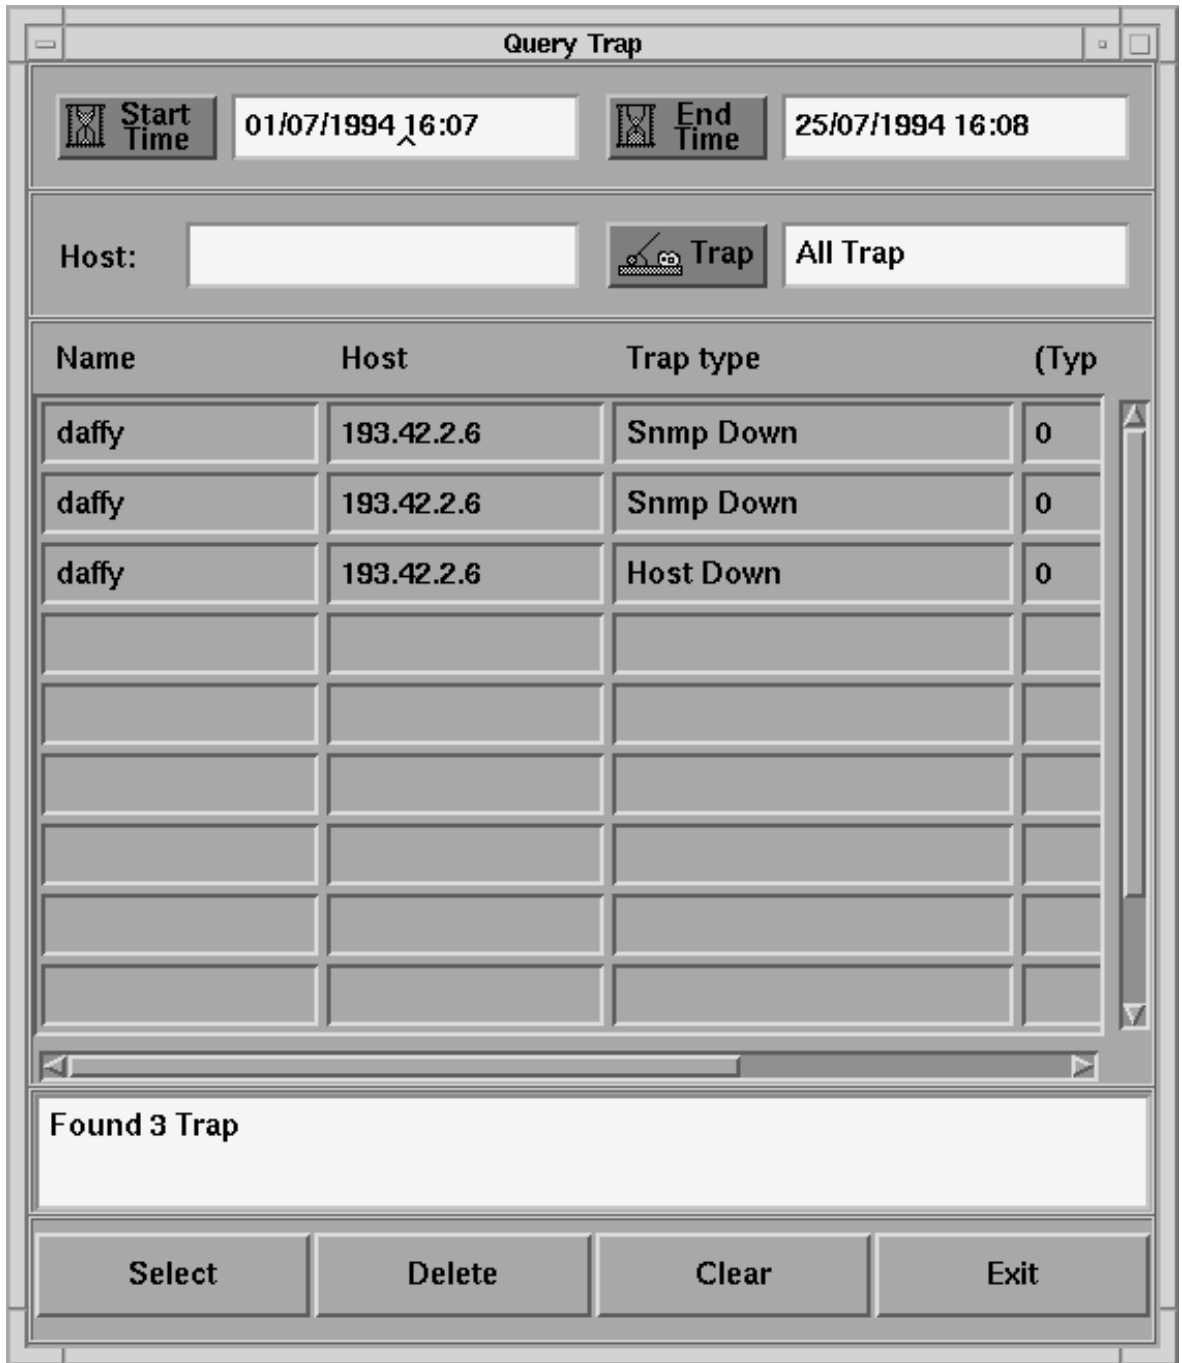 Query Trap
Start Time 01/07/1994 16:07 End Time 25/07/1994 16:08
Host: Trap All Trap
Name Host Trap type (Typ
daffy 193.42.2.6 Snmp Down 0
daffy 193.42.2.6 Snmp Down 0
daffy 193.42.2.6 Host Down 0
Found 3 Trap
Select Delete Clear Exit